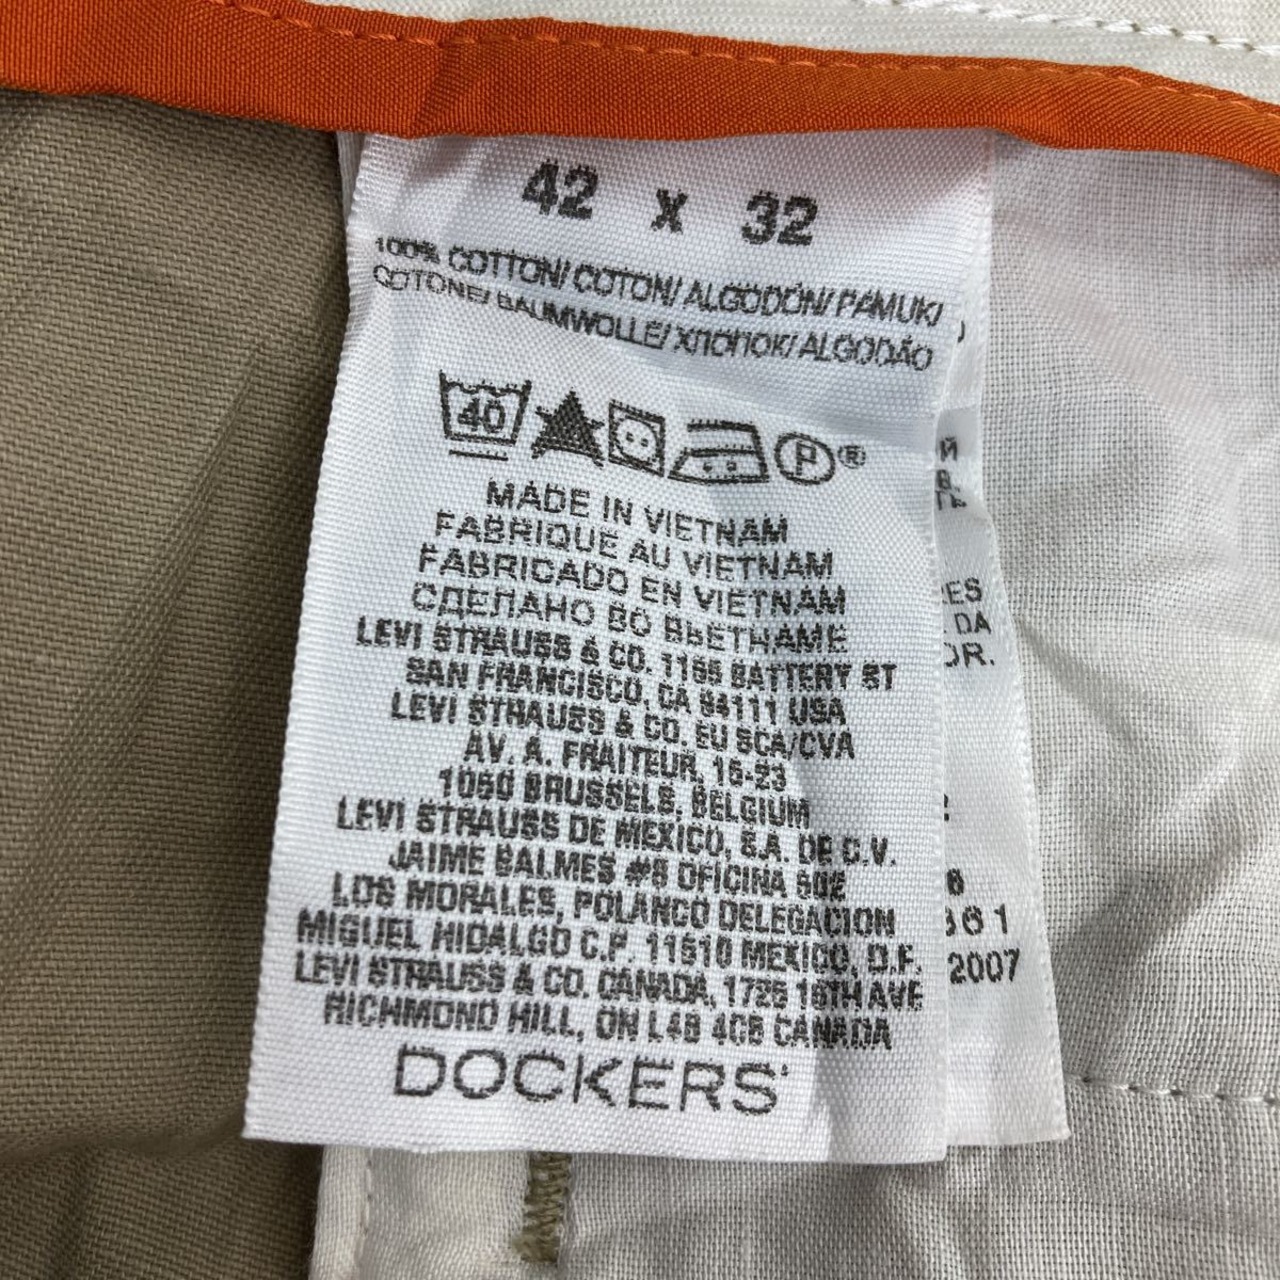 42 x 32
100% COTTON/ COTON/ ALGODÓN/ PAMUK/
COTONE/ BAUMWOLLE/ ХЛОПОК/ ALGODÃO
40
P ®
MADE IN VIETNAM
FABRIQUE AU VIETNAM
FABRICADO EN VIETNAM
СДЕЛАНО ВО ВЬЕТНАМЕ
LEVI STRAUSS & CO. 1155 BATTERY ST
SAN FRANCISCO, CA 94111 USA
LEVI STRAUSS & CO. EU SCA/CVA
AV. A. FRAITEUR, 15-23
1050 BRUSSELS, BELGIUM
LEVI STRAUSS DE MEXICO, S.A. DE C.V.
JAIME BALMES #8 OFICINA 602
LOS MORALES, POLANCO DELEGACION
MIGUEL HIDALGO C.P. 11510 MEXICO, D.F.
LEVI STRAUSS & CO. CANADA, 1725 16TH AVE
RICHMOND HILL, ON L4B 4C6 CANADA
DOCKERS
DA
2007